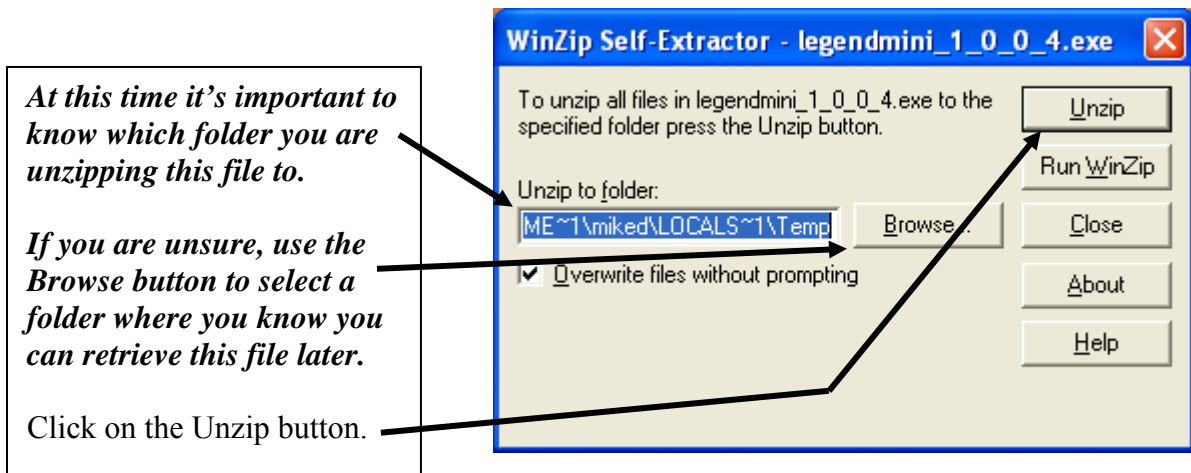 At this time it's important to
know which folder you are
unzipping this file to.
If you are unsure, use the
Browse button to select a
folder where you know you
can retrieve this file later.
Click on the Unzip button.
WinZip Self-Extractor - legendmini_1_0_0_4.exe
To unzip all files in legendmini_1_0_0_4.exe to the
specified folder press the Unzip button.
Unzip to folder:
ME~1\miked\LOCALS~1\Temp
Browse...
Overwrite files without prompting
Unzip
Run WinZip
Close
About
Help